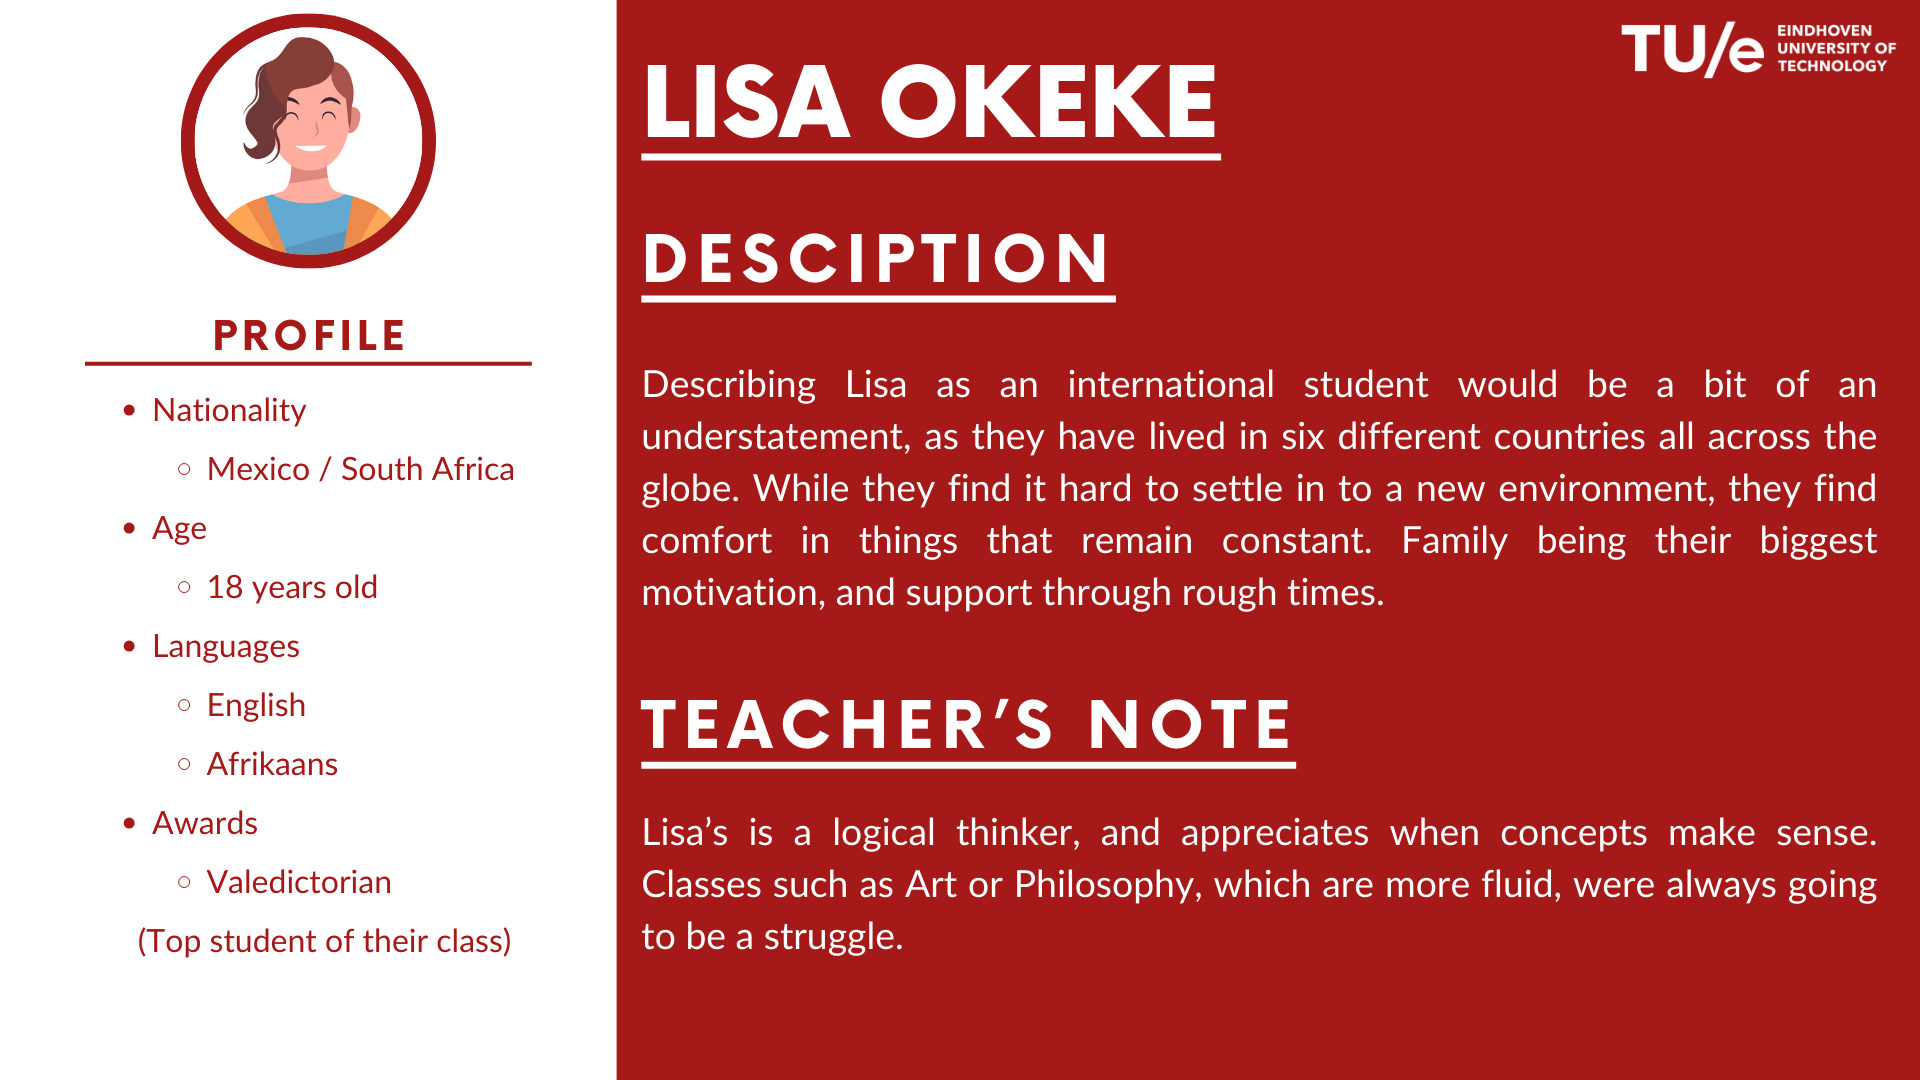 PROFILE
• Nationality
○ Mexico / South Africa
• Age
○ 18 years old
• Languages
○ English
○ Afrikaans
• Awards
○ Valedictorian
(Top student of their class)
TU/e EINDHOVEN
UNIVERSITY OF
TECHNOLOGY
LISA OKEKE
DESCIPTION
Describing Lisa as an international student would be a bit of an
understatement, as they have lived in six different countries all across the
globe. While they find it hard to settle in to a new environment, they find
comfort in things that remain constant. Family being their biggest
motivation, and support through rough times.
TEACHER’S NOTE
Lisa’s is a logical thinker, and appreciates when concepts make sense.
Classes such as Art or Philosophy, which are more fluid, were always going
to be a struggle.